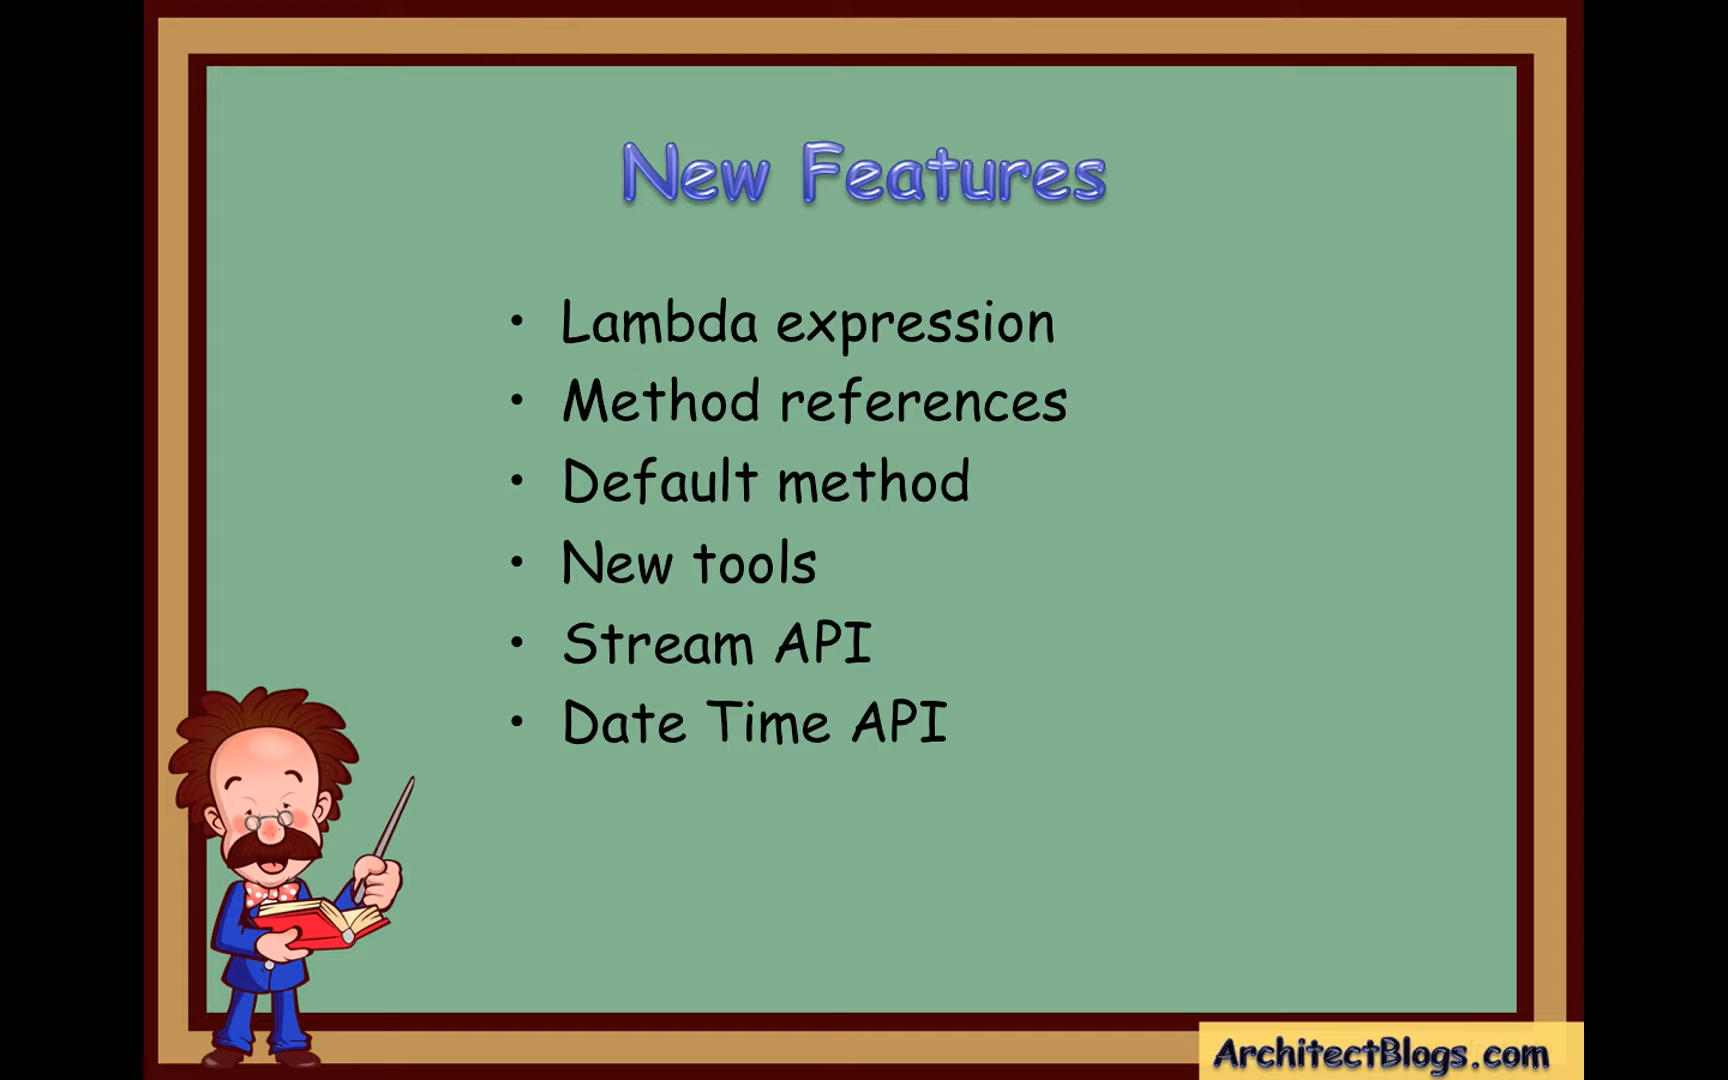 New Features
• Lambda expression
• Method references
• Default method
• New tools
• Stream API
• Date Time API
ArchitectBlogs.com